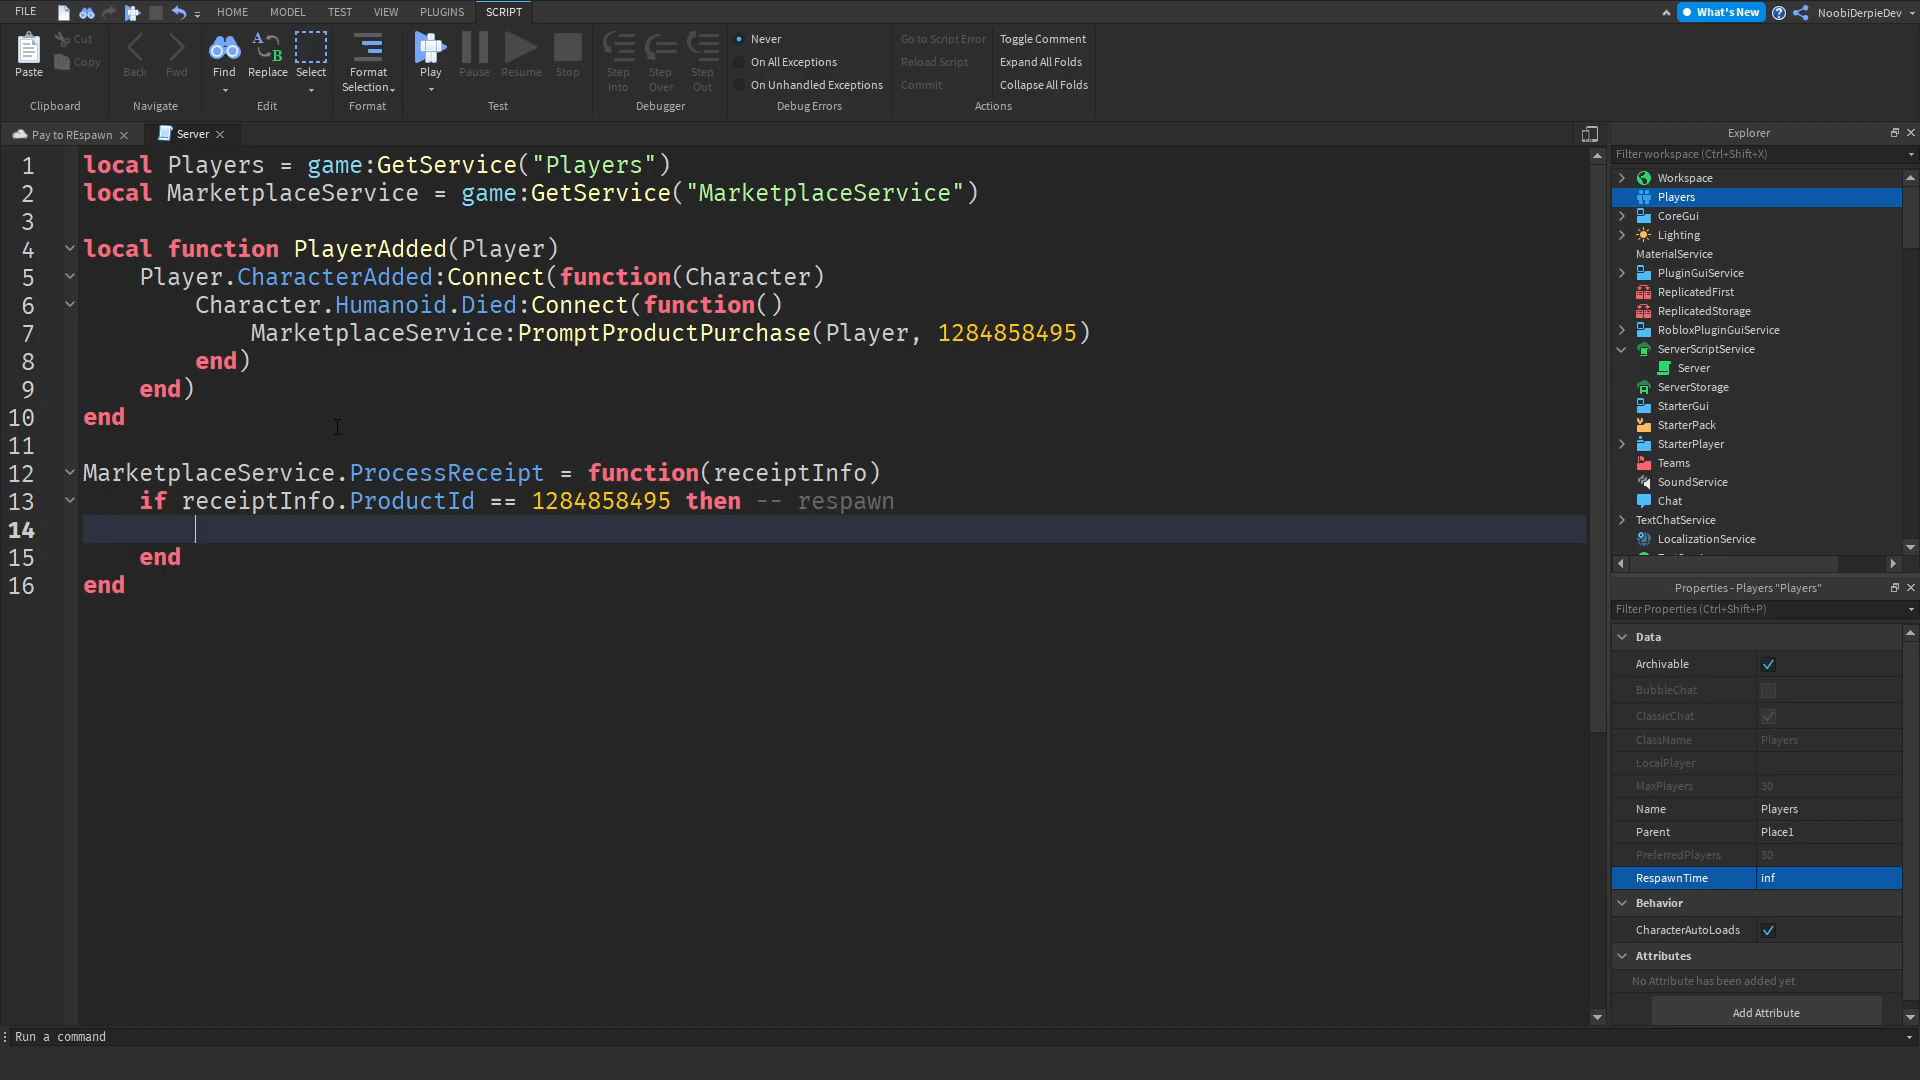 FILE HOME MODEL TEST VIEW PLUGINS SCRIPT What's New NoobiDerpieDev
Paste Cut Copy
Clipboard
Back Fwd
Navigate
Find Replace Select
Edit
Format Selection
Format
Play Pause Resume Stop
Test
Step Into Step Over Step Out
Debugger
Never
On All Exceptions
On Unhandled Exceptions
Debug Errors
Go to Script Error Toggle Comment
Reload Script Expand All Folds
Commit Collapse All Folds
Actions
Pay to REspawn Server
1 local Players = game:GetService("Players")
2 local MarketplaceService = game:GetService("MarketplaceService")
3
4 local function PlayerAdded(Player)
5 Player.CharacterAdded:Connect(function(Character)
6 Character.Humanoid.Died:Connect(function()
7 MarketplaceService:PromptProductPurchase(Player, 1284858495)
8 end)
9 end)
10 end
11
12 MarketplaceService.ProcessReceipt = function(receiptInfo)
13 if receiptInfo.ProductId == 1284858495 then -- respawn
14
15 end
16 end
Explorer
Filter workspace (Ctrl+Shift+X)
Workspace
Players
CoreGui
Lighting
MaterialService
PluginGuiService
ReplicatedFirst
ReplicatedStorage
RobloxPluginGuiService
ServerScriptService
Server
ServerStorage
StarterGui
StarterPack
StarterPlayer
Teams
SoundService
Chat
TextChatService
LocalizationService
Properties - Players "Players"
Filter Properties (Ctrl+Shift+P)
Data
Archivable
BubbleChat
ClassicChat
ClassName Players
LocalPlayer
MaxPlayers 30
Name Players
Parent Place1
PreferredPlayers 30
RespawnTime inf
Behavior
CharacterAutoLoads
Attributes
No Attribute has been added yet
Add Attribute
Run a command